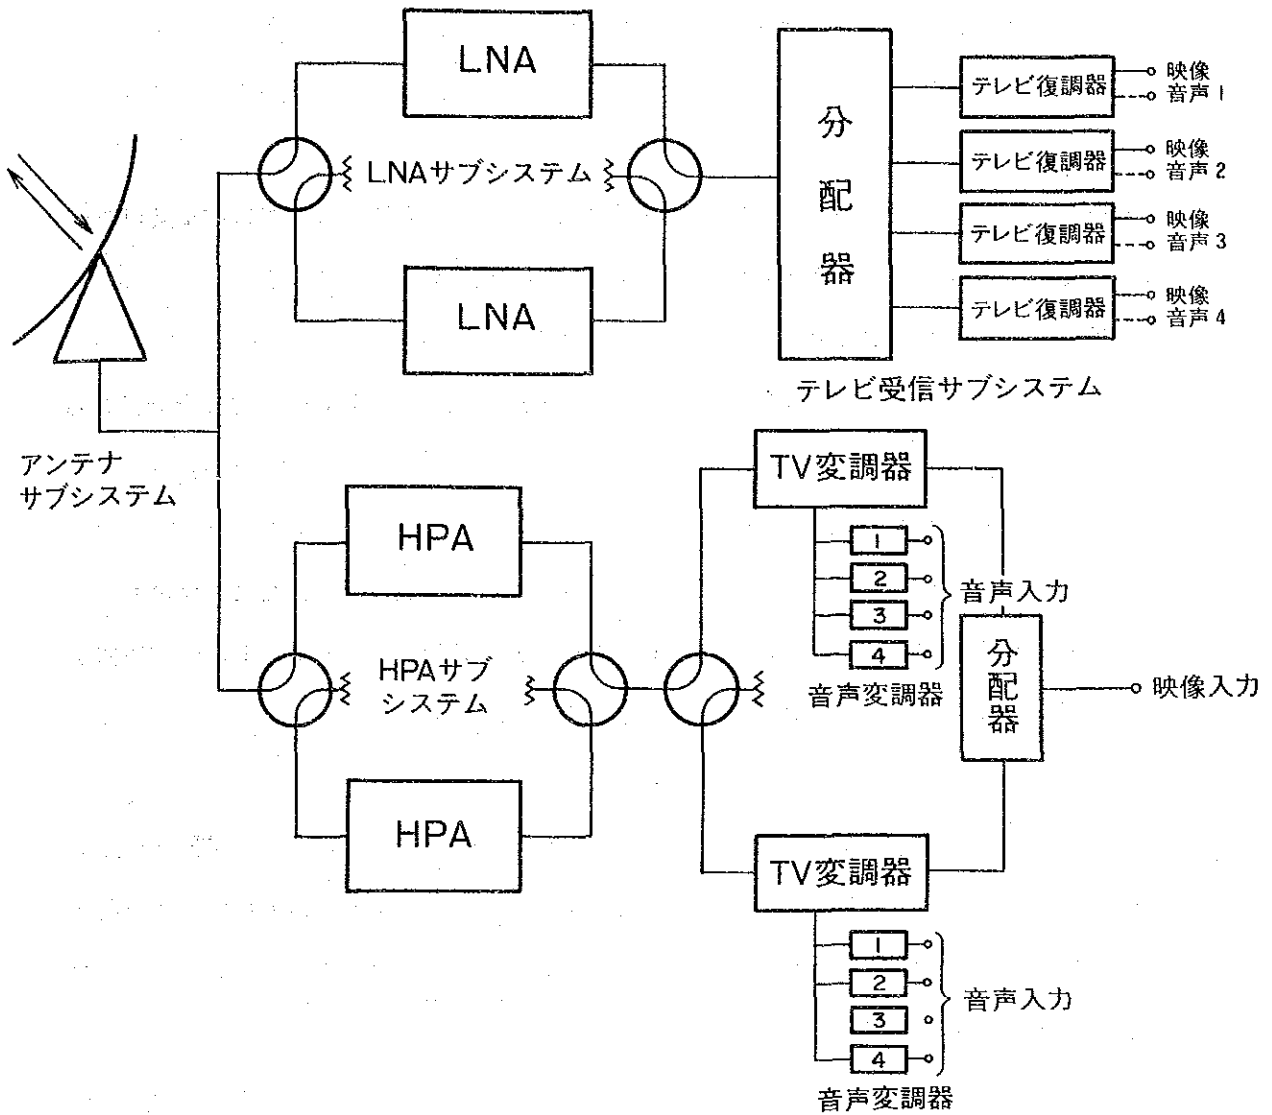 LNA
LNAサブシステム
LNA
分配器
テレビ復調器
映像
音声1
テレビ復調器
映像
音声2
テレビ復調器
映像
音声3
テレビ復調器
映像
音声4
テレビ受信サブシステム
アンテナ
サブシステム
HPA
HPAサブ
システム
HPA
TV変調器
1
2
3
4
音声入力
音声変調器
分配器
映像入力
TV変調器
1
2
3
4
音声入力
音声変調器